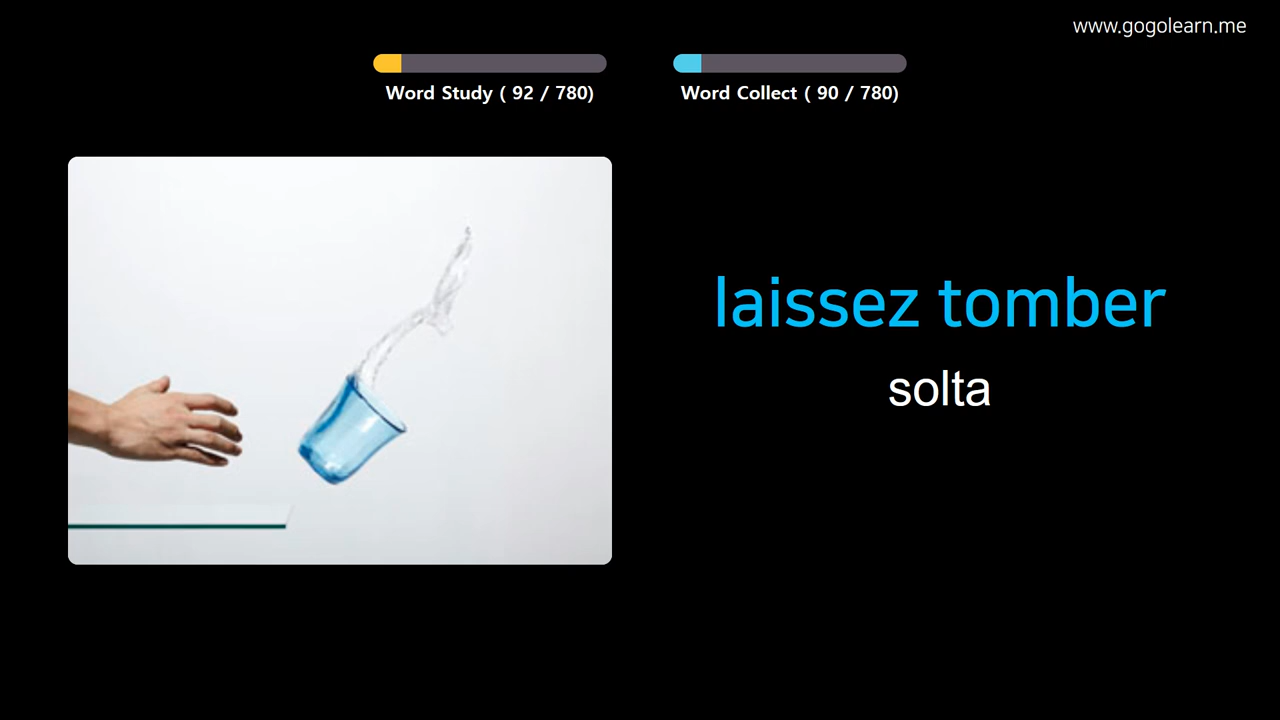 www.gogolearn.me
Word Study ( 92 / 780)
Word Collect ( 90 / 780)
laissez tomber
solta